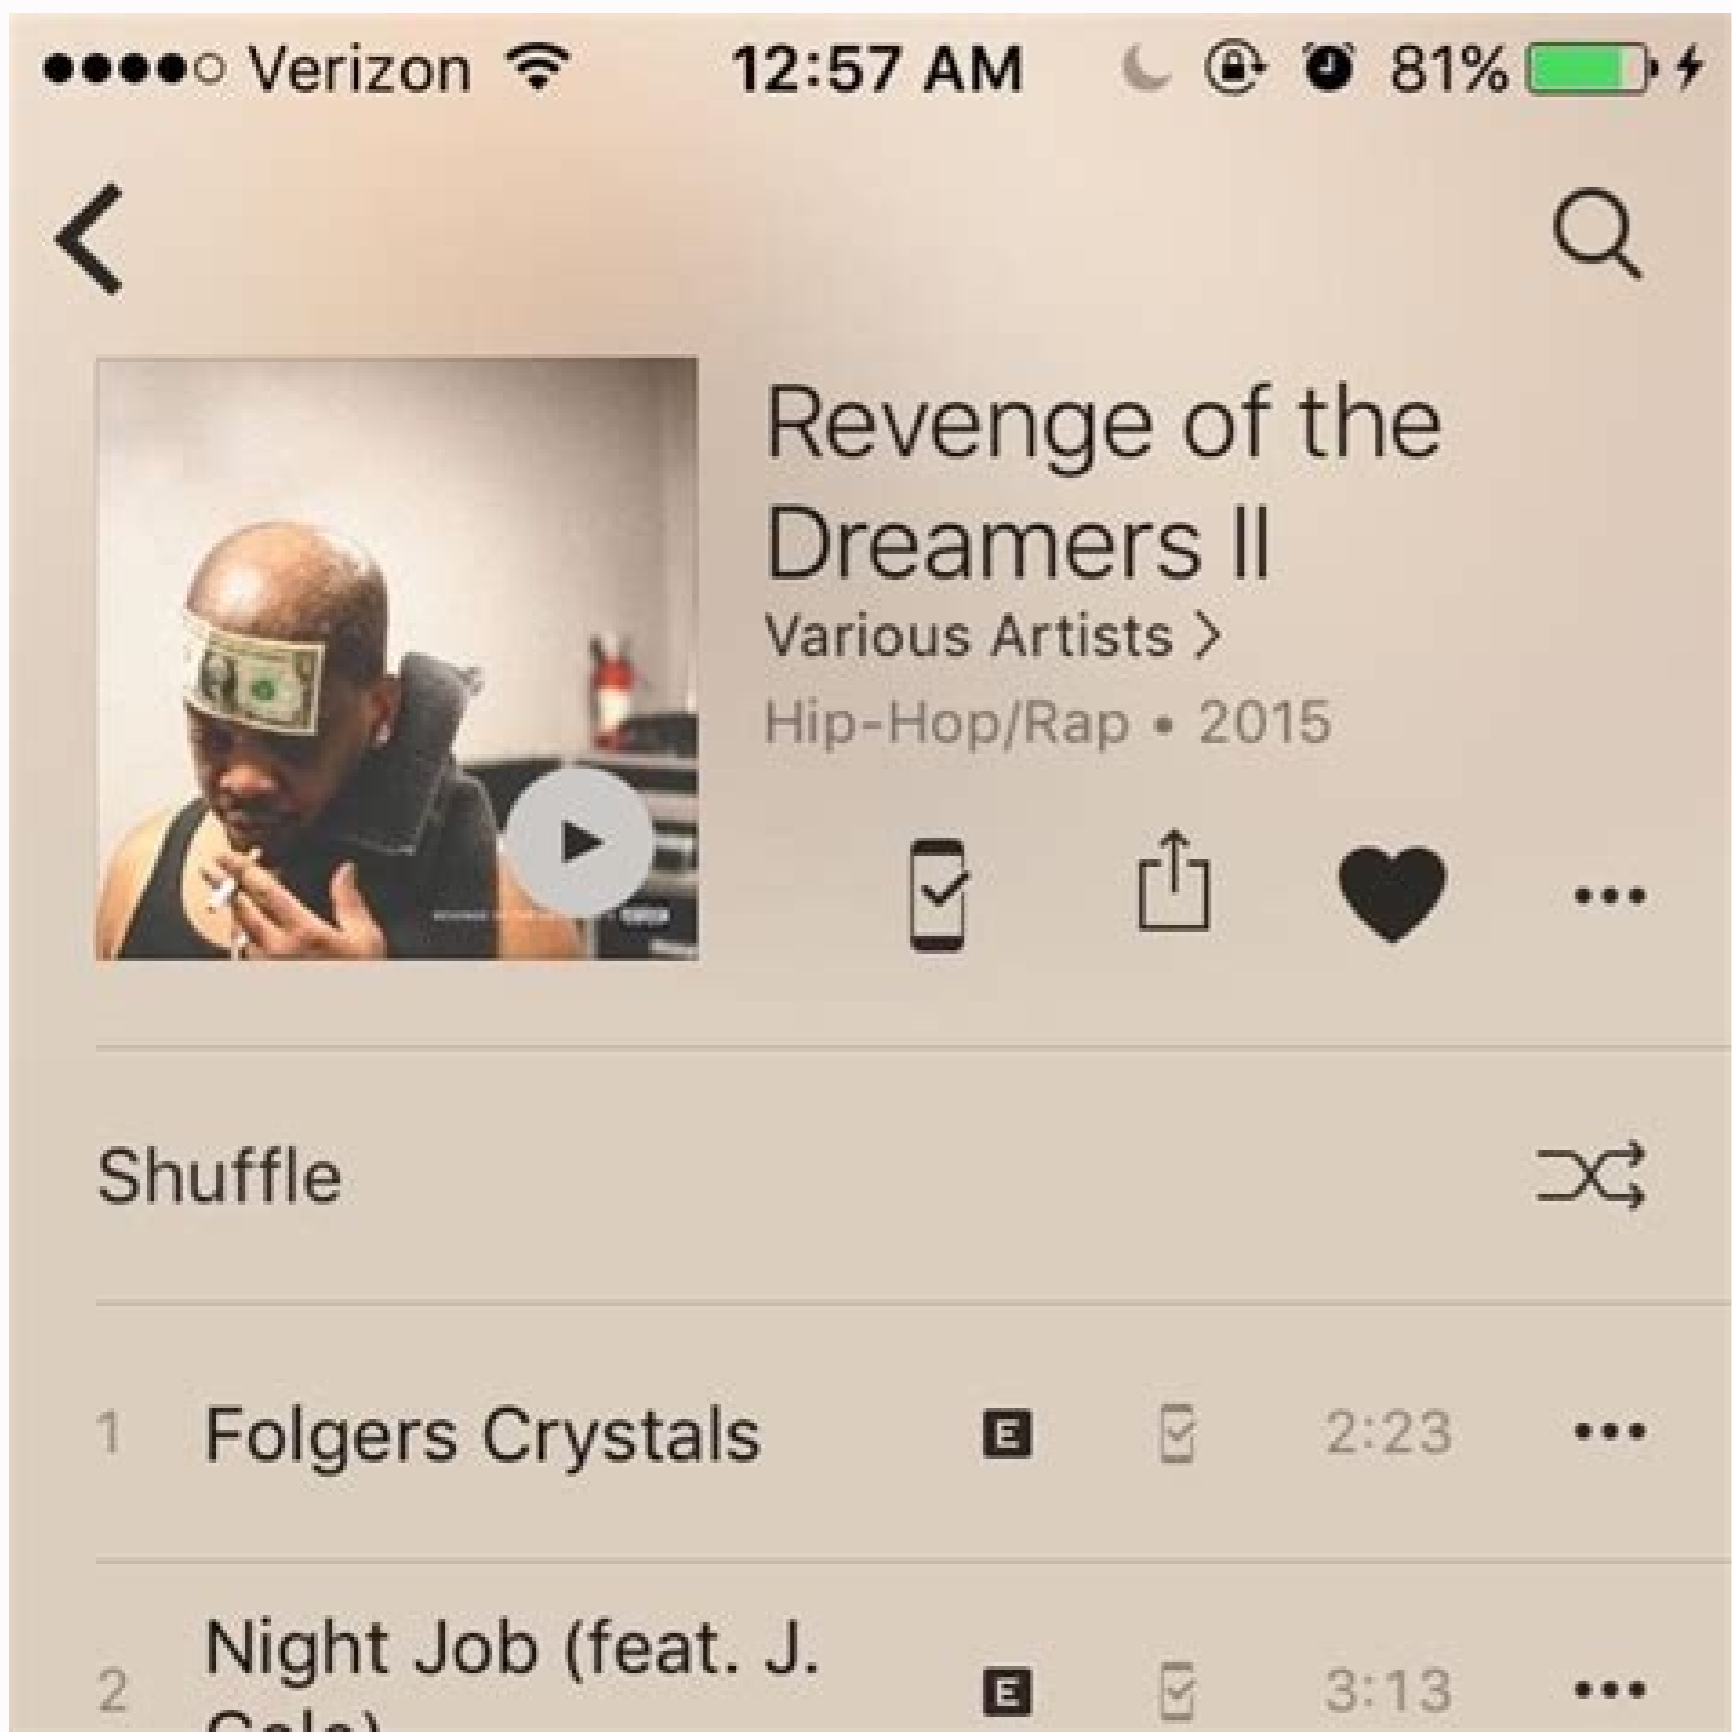 Verizon 12:57 AM 81%
Revenge of the
Dreamers II
Various Artists >
Hip-Hop/Rap • 2015
Shuffle
1 Folgers Crystals E 2:23
2 Night Job (feat. J. E 3:13
Cole)